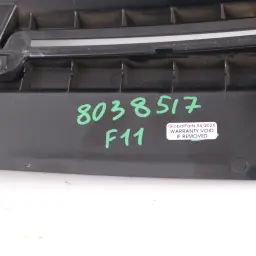 8038517
F11
WARRANTY VOID
IF REMOVED